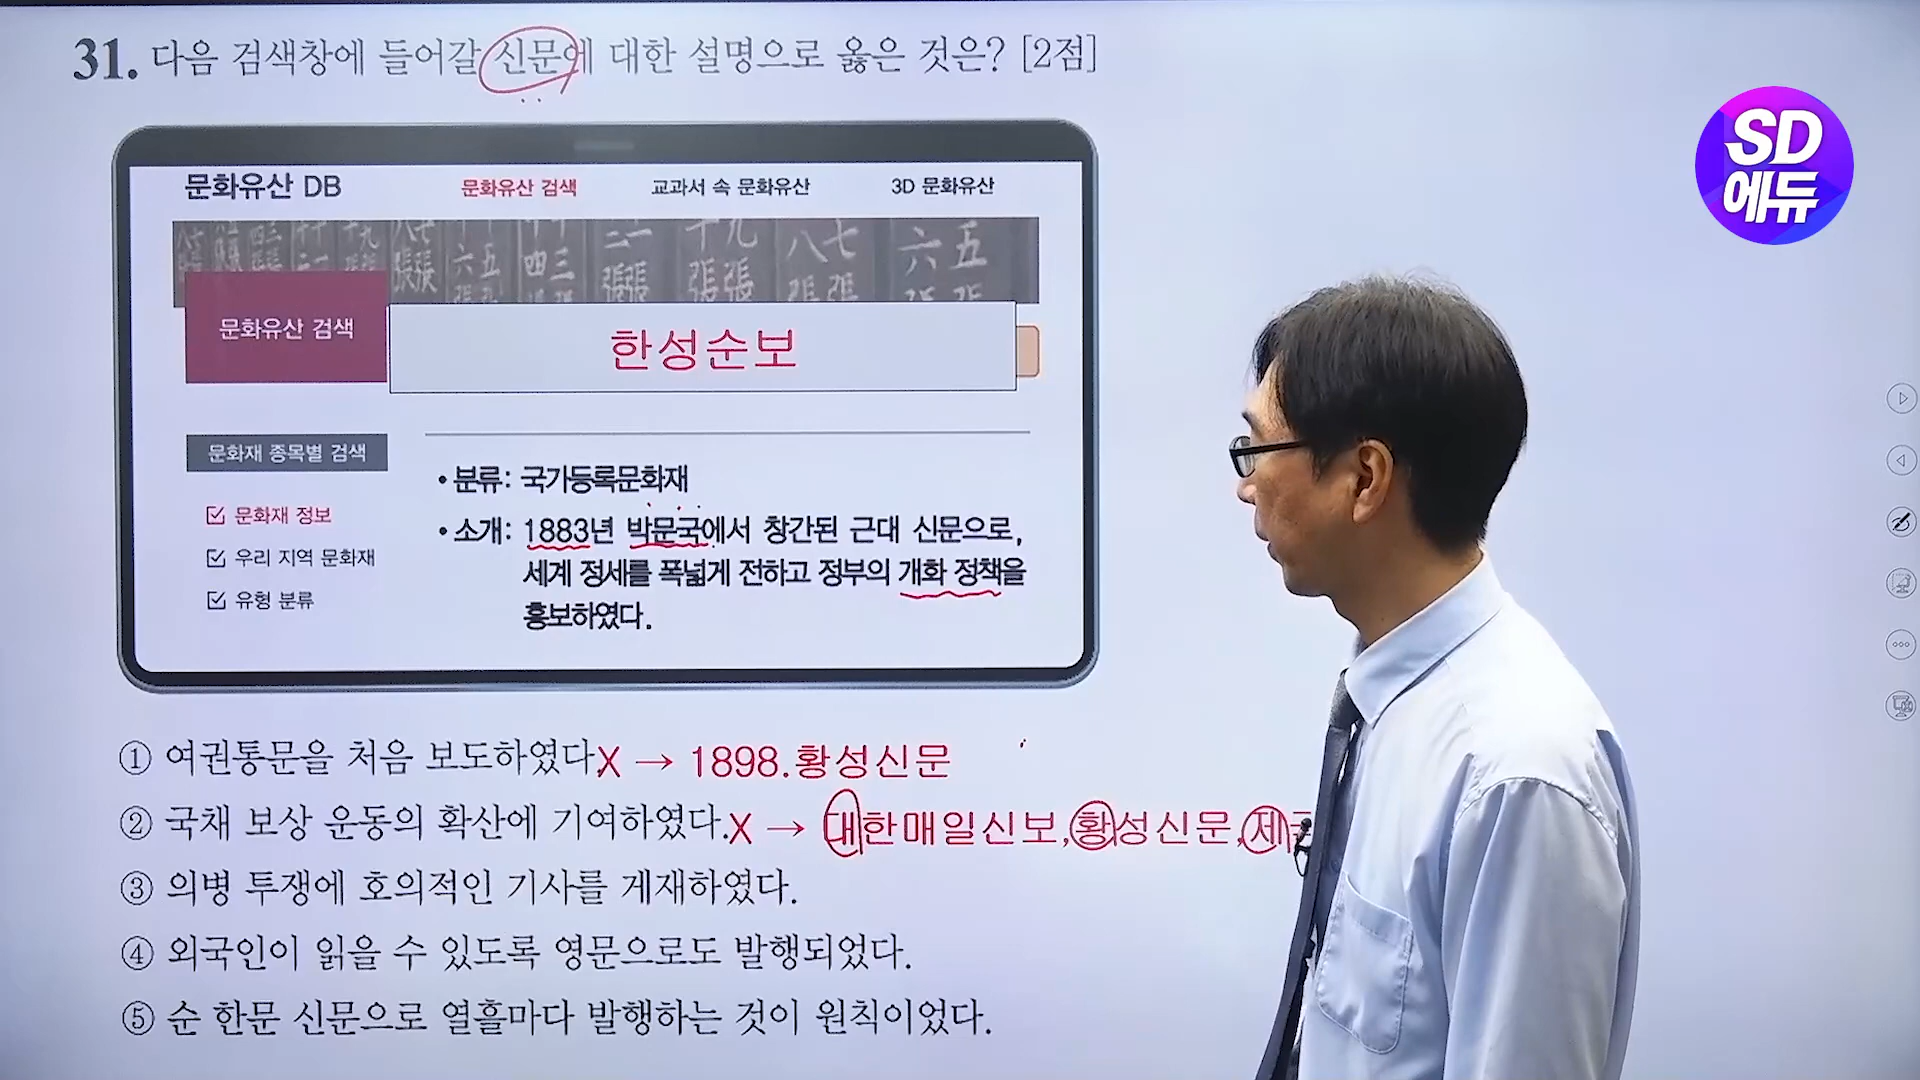 31. 다음 검색창에 들어갈 신문에 대한 설명으로 옳은 것은? [2점]
SD
에듀
문화유산 DB 문화유산 검색 교과서 속 문화유산 3D 문화유산
문화유산 검색
한성순보
문화재 종목별 검색
문화재 정보
우리 지역 문화재
유형 분류
• 분류: 국가등록문화재
• 소개: 1883년 박문국에서 창간된 근대 신문으로,
세계 정세를 폭넓게 전하고 정부의 개화 정책을
홍보하였다.
① 여권통문을 처음 보도하였다. X → 1898.황성신문
② 국채 보상 운동의 확산에 기여하였다. X → 대한매일신보,황성신문,제국
③ 의병 투쟁에 호의적인 기사를 게재하였다.
④ 외국인이 읽을 수 있도록 영문으로도 발행되었다.
⑤ 순 한문 신문으로 열흘마다 발행하는 것이 원칙이었다.